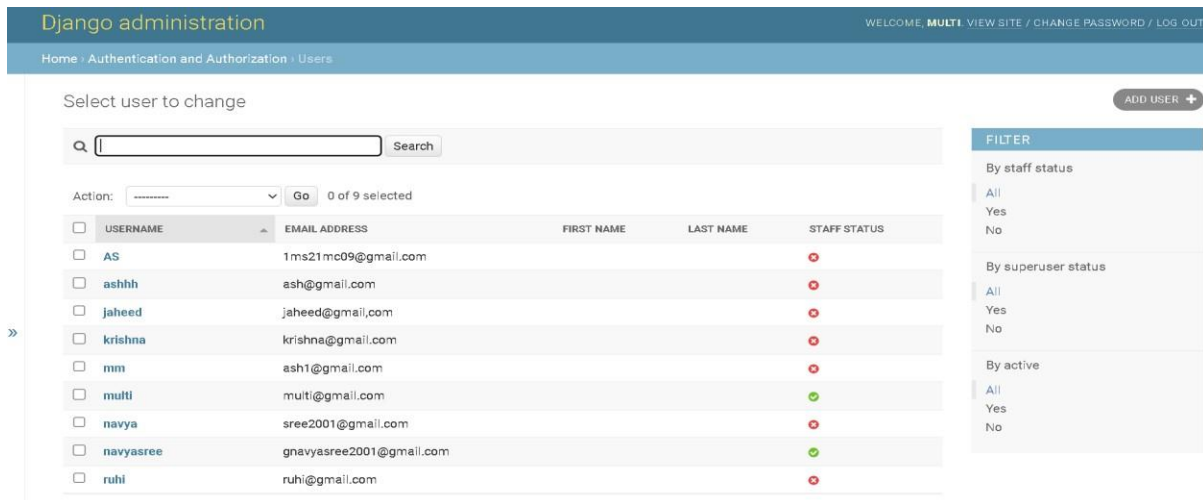 Django administration
WELCOME, MULTI. VIEW SITE / CHANGE PASSWORD / LOG OUT
Home › Authentication and Authorization › Users
Select user to change
ADD USER +
Search
Action: --------- Go 0 of 9 selected
USERNAME EMAIL ADDRESS FIRST NAME LAST NAME STAFF STATUS
AS 1ms21mc09@gmail.com
ashhh ash@gmail.com
jaheed jaheed@gmail,com
krishna krishna@gmail.com
mm ash1@gmail.com
multi multi@gmail.com
navya sree2001@gmail.com
navyasree gnavyasree2001@gmail.com
ruhi ruhi@gmail.com
FILTER
By staff status
All
Yes
No
By superuser status
All
Yes
No
By active
All
Yes
No
»